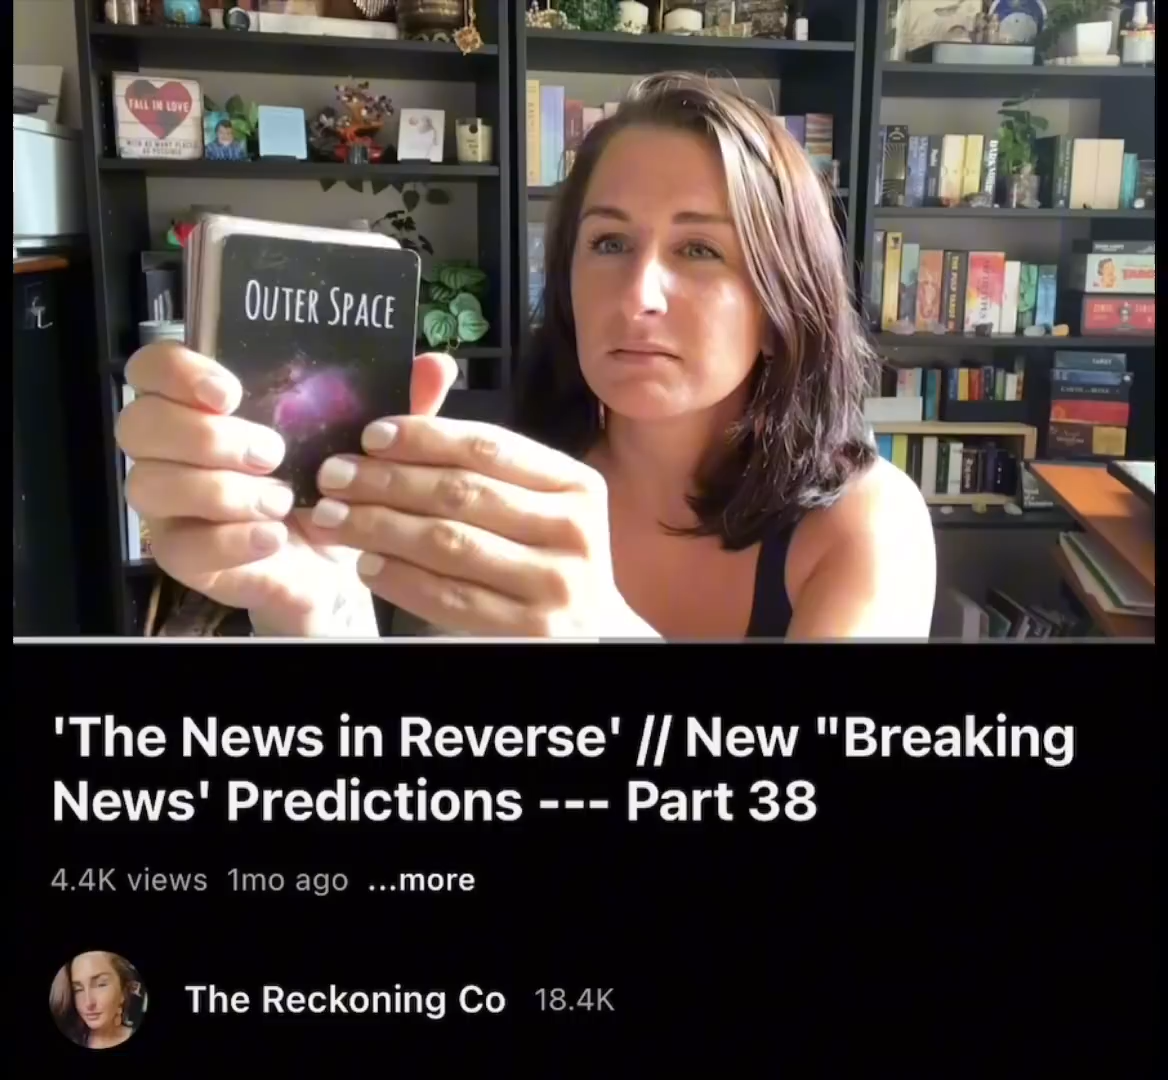 FALL IN LOVE
OUTER SPACE
'The News in Reverse' // New "Breaking
News' Predictions --- Part 38
4.4K views 1mo ago ...more
The Reckoning Co 18.4K